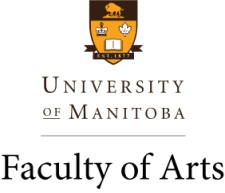 EST. 1877
UNIVERSITY
OF MANITOBA
Faculty of Arts